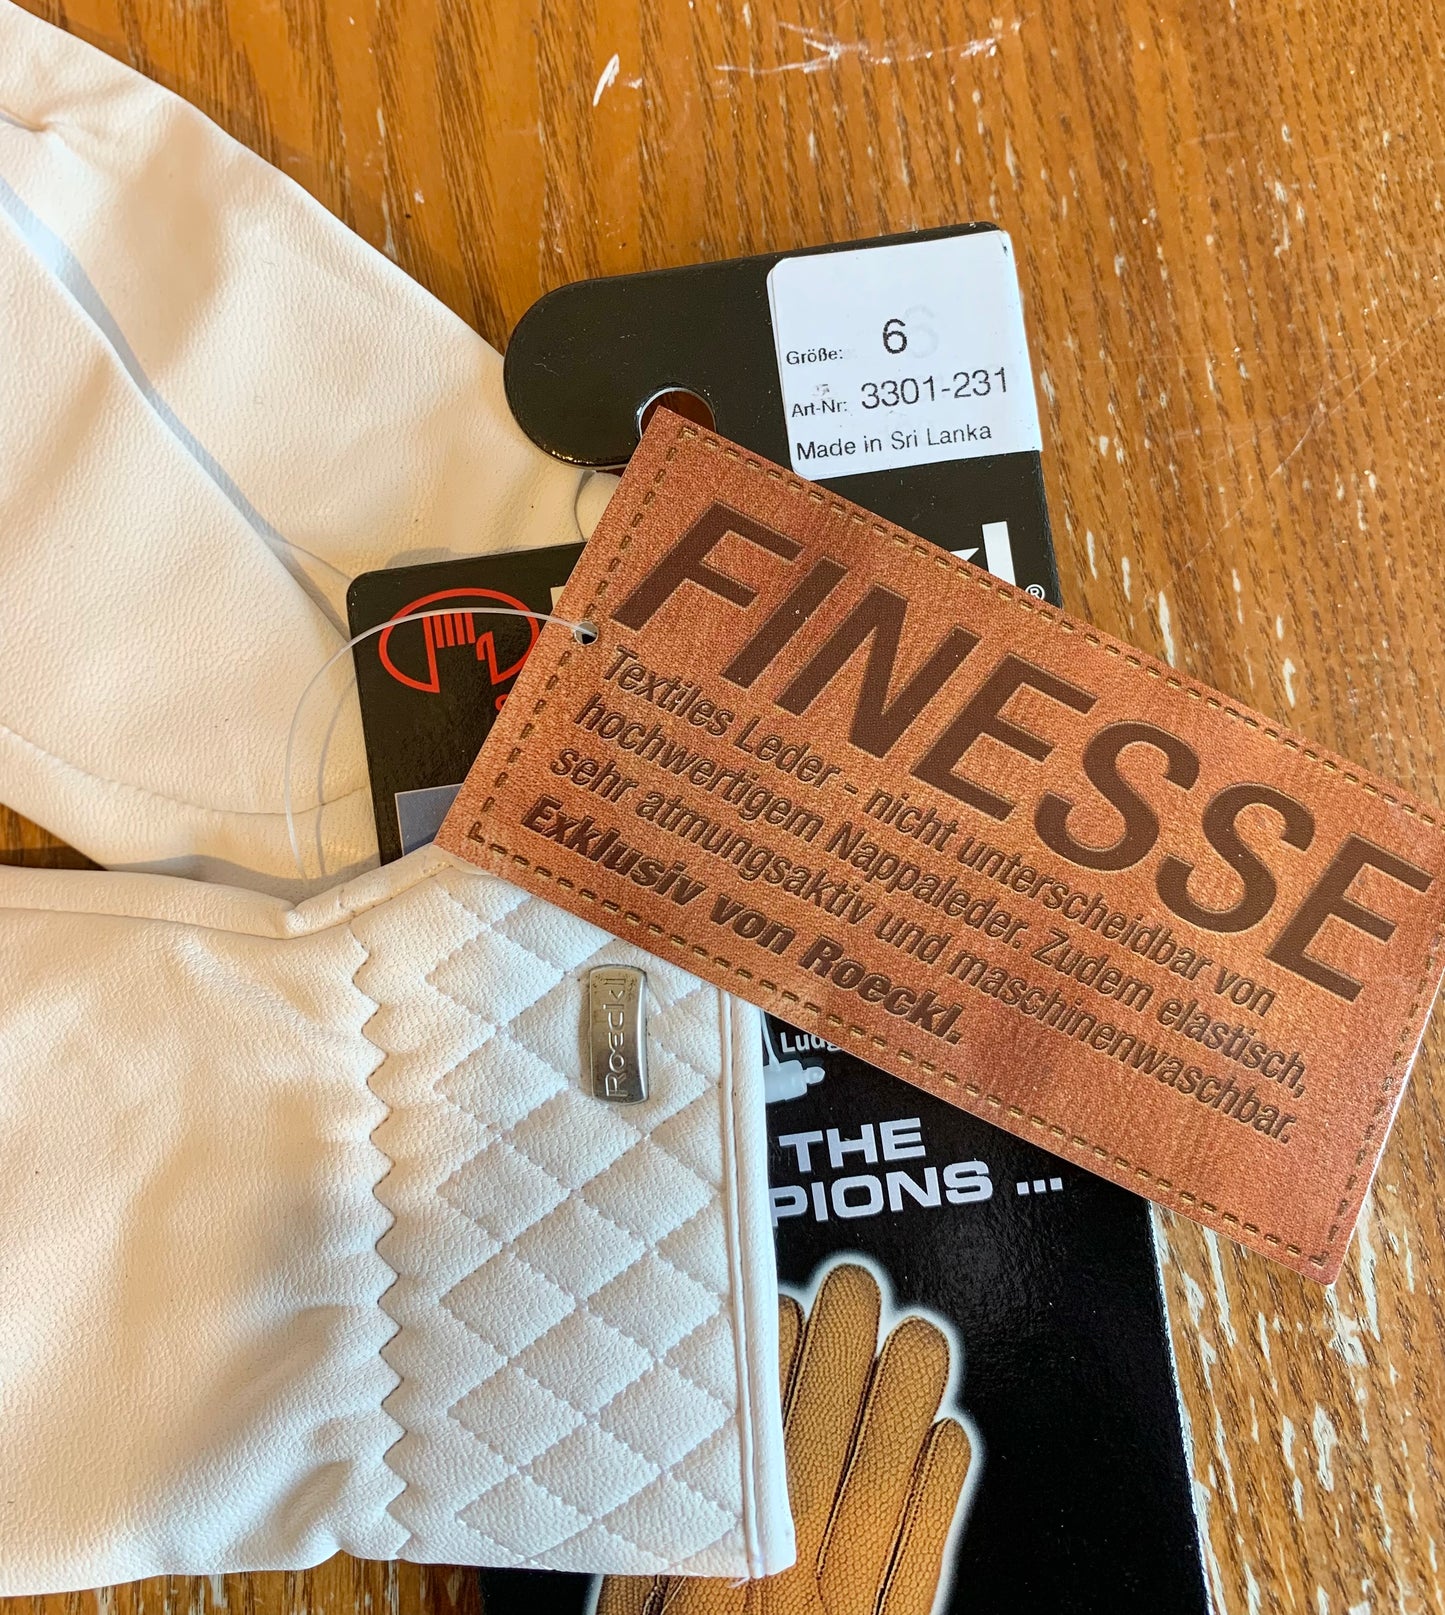 Größe: 6
Art-Nr: 3301-231
Made in Sri Lanka
®
FINESSE
Textiles Leder - nicht unterscheidbar von
hochwertigem Nappaleder. Zudem elastisch,
sehr atmungsaktiv und maschinenwaschbar.
Exklusiv von Roeckl.
Roeckl
THE